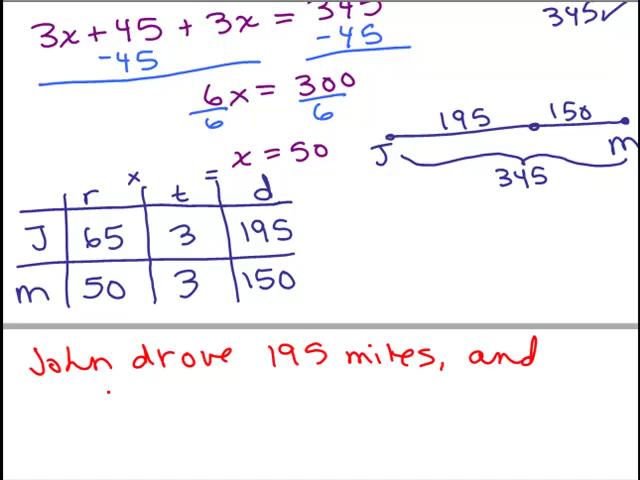 3x + 45 + 3x = 345
-45 -45
6x = 300
6 6
x = 50
345✓
195 150
J m
345
r × t = d
J 65 3 195
m 50 3 150
John drove 195 miles, and